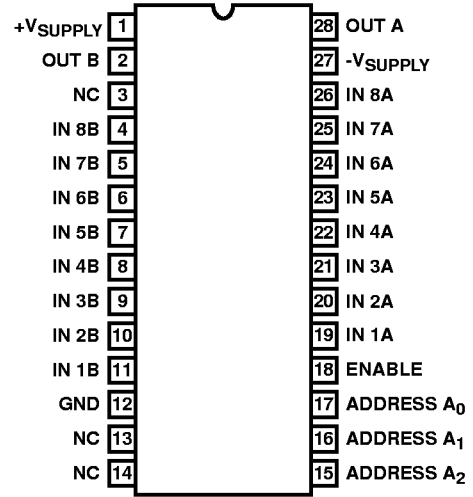 +VSUPPLY 1 28 OUT A
OUT B 2 27 -VSUPPLY
NC 3 26 IN 8A
IN 8B 4 25 IN 7A
IN 7B 5 24 IN 6A
IN 6B 6 23 IN 5A
IN 5B 7 22 IN 4A
IN 4B 8 21 IN 3A
IN 3B 9 20 IN 2A
IN 2B 10 19 IN 1A
IN 1B 11 18 ENABLE
GND 12 17 ADDRESS A0
NC 13 16 ADDRESS A1
NC 14 15 ADDRESS A2